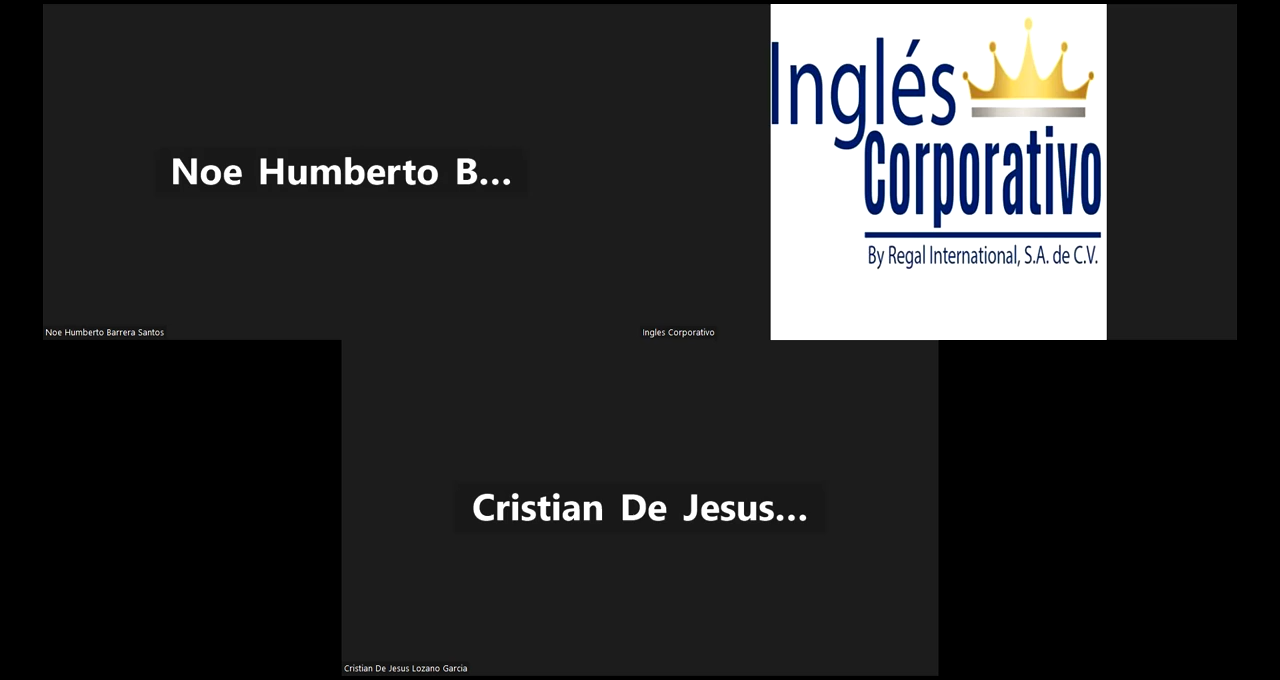 Noe Humberto B...
Noe Humberto Barrera Santos
Inglés
Corporativo
By Regal International, S.A. de C.V.
Ingles Corporativo
Cristian De Jesus...
Cristian De Jesus Lozano Garcia